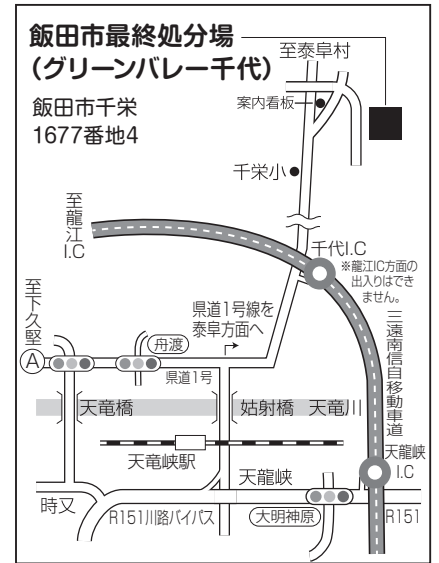 飯田市最終処分場
(グリーンバレー千代)
飯田市千栄
1677番地4
至泰阜村
案内看板
千栄小
至龍江I.C
千代I.C
※龍江IC方面の
出入りはでき
ません。
至下久堅
A
舟渡
県道1号線を
泰阜方面へ
県道1号
三遠南信自移動車道
天竜橋
姑射橋
天竜川
天竜峡駅
天龍峡
天龍峡
I.C
時又
R151川路バイパス
大明神原
R151